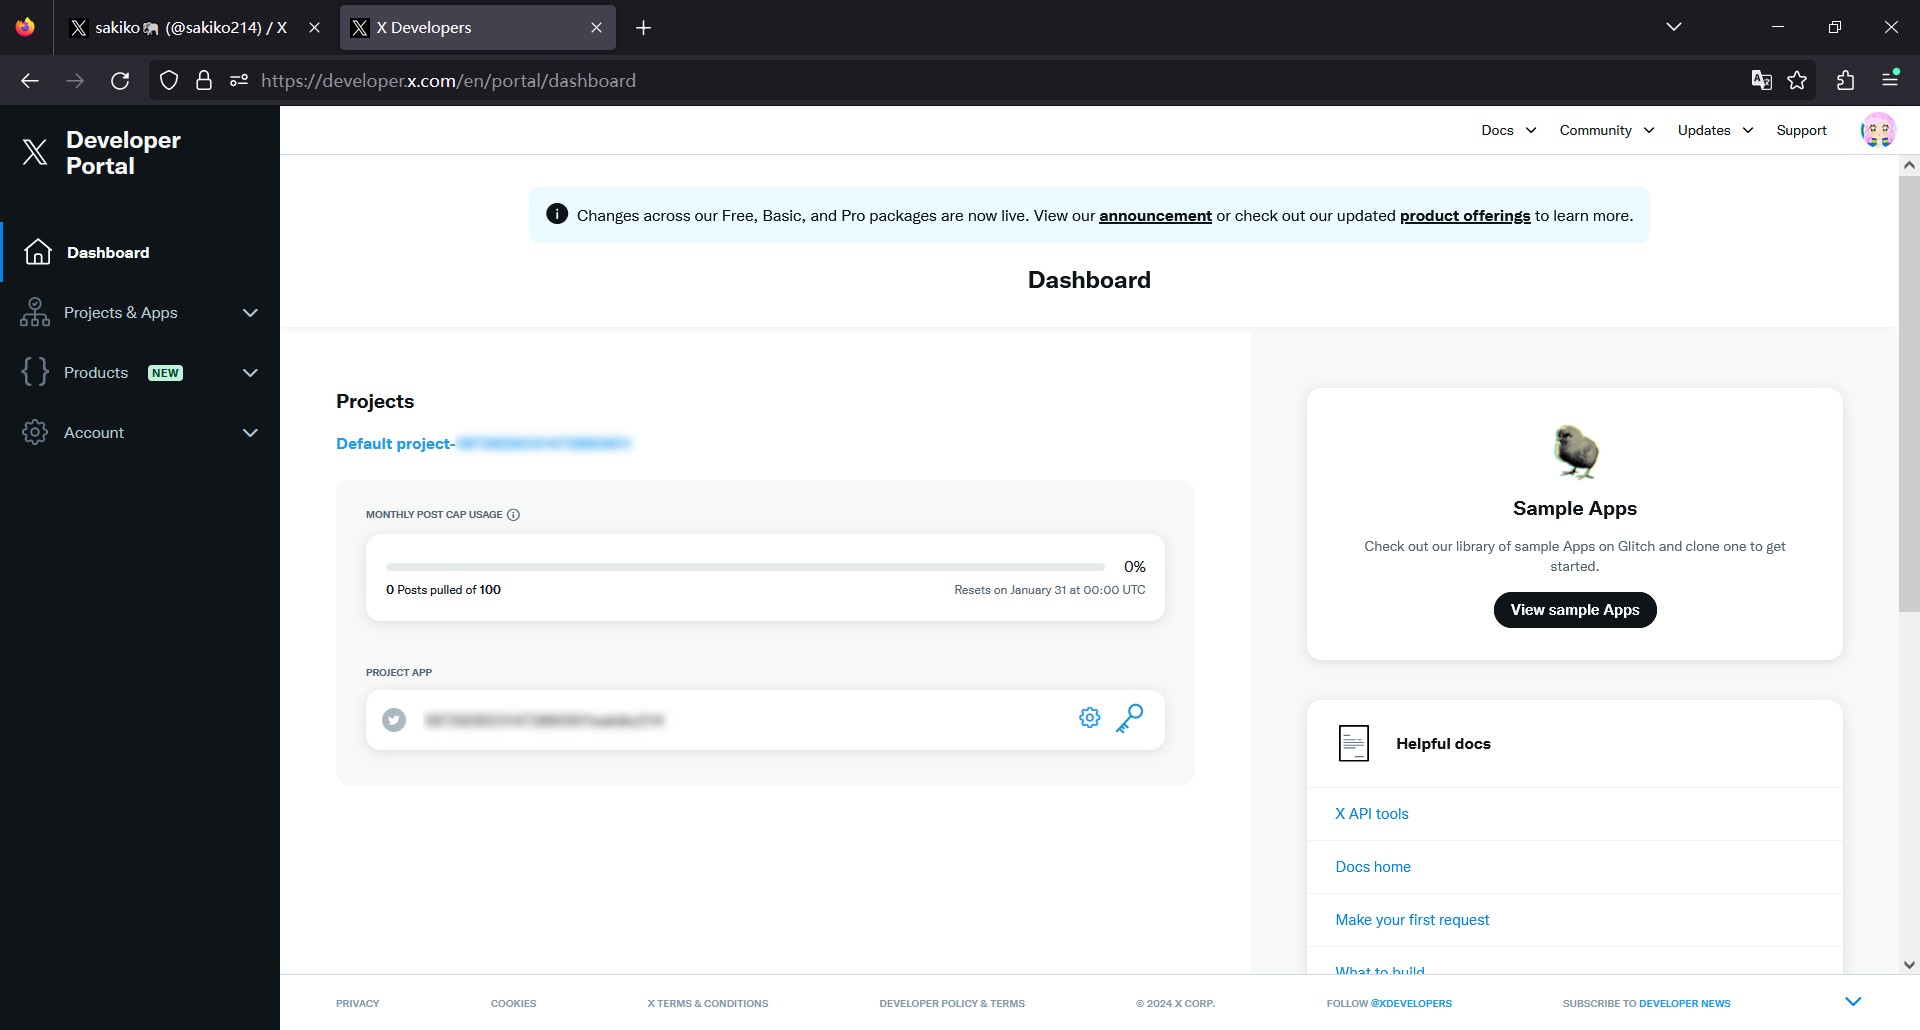 sakiko🐘 (@sakiko214) / X
X Developers
https://developer.x.com/en/portal/dashboard
Developer
Portal
Docs
Community
Updates
Support
Dashboard
Projects & Apps
Products
NEW
Account
Changes across our Free, Basic, and Pro packages are now live. View our announcement or check out our updated product offerings to learn more.
Dashboard
Projects
Default project-
MONTHLY POST CAP USAGE
0%
0 Posts pulled of 100
Resets on January 31 at 00:00 UTC
PROJECT APP
Sample Apps
Check out our library of sample Apps on Glitch and clone one to get
started.
View sample Apps
Helpful docs
X API tools
Docs home
Make your first request
What to build
PRIVACY
COOKIES
X TERMS & CONDITIONS
DEVELOPER POLICY & TERMS
© 2024 X CORP.
FOLLOW @XDEVELOPERS
SUBSCRIBE TO DEVELOPER NEWS